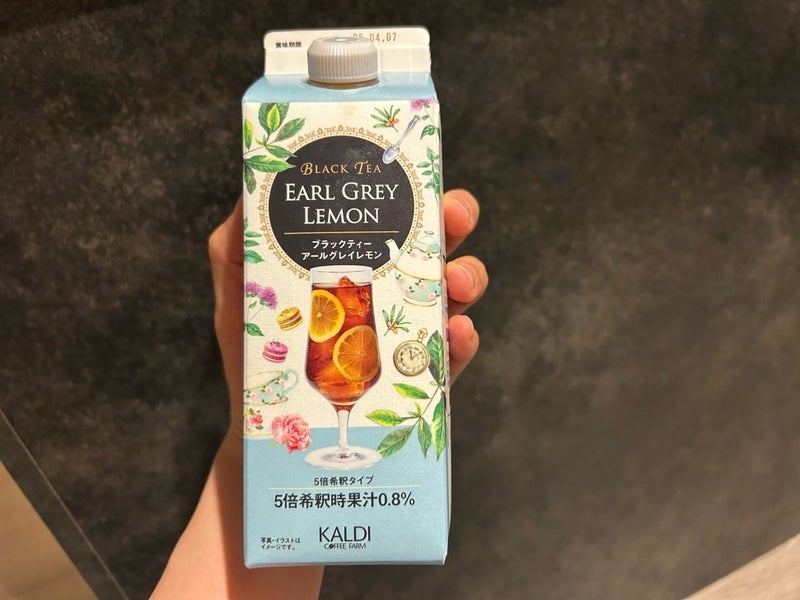 賞味期限
26.04.07
BLACK TEA
EARL GREY
LEMON
ブラックティー
アールグレイレモン
5倍希釈タイプ
5倍希釈時果汁0.8%
写真・イラストは
イメージです。
KALDI
COFFEE FARM